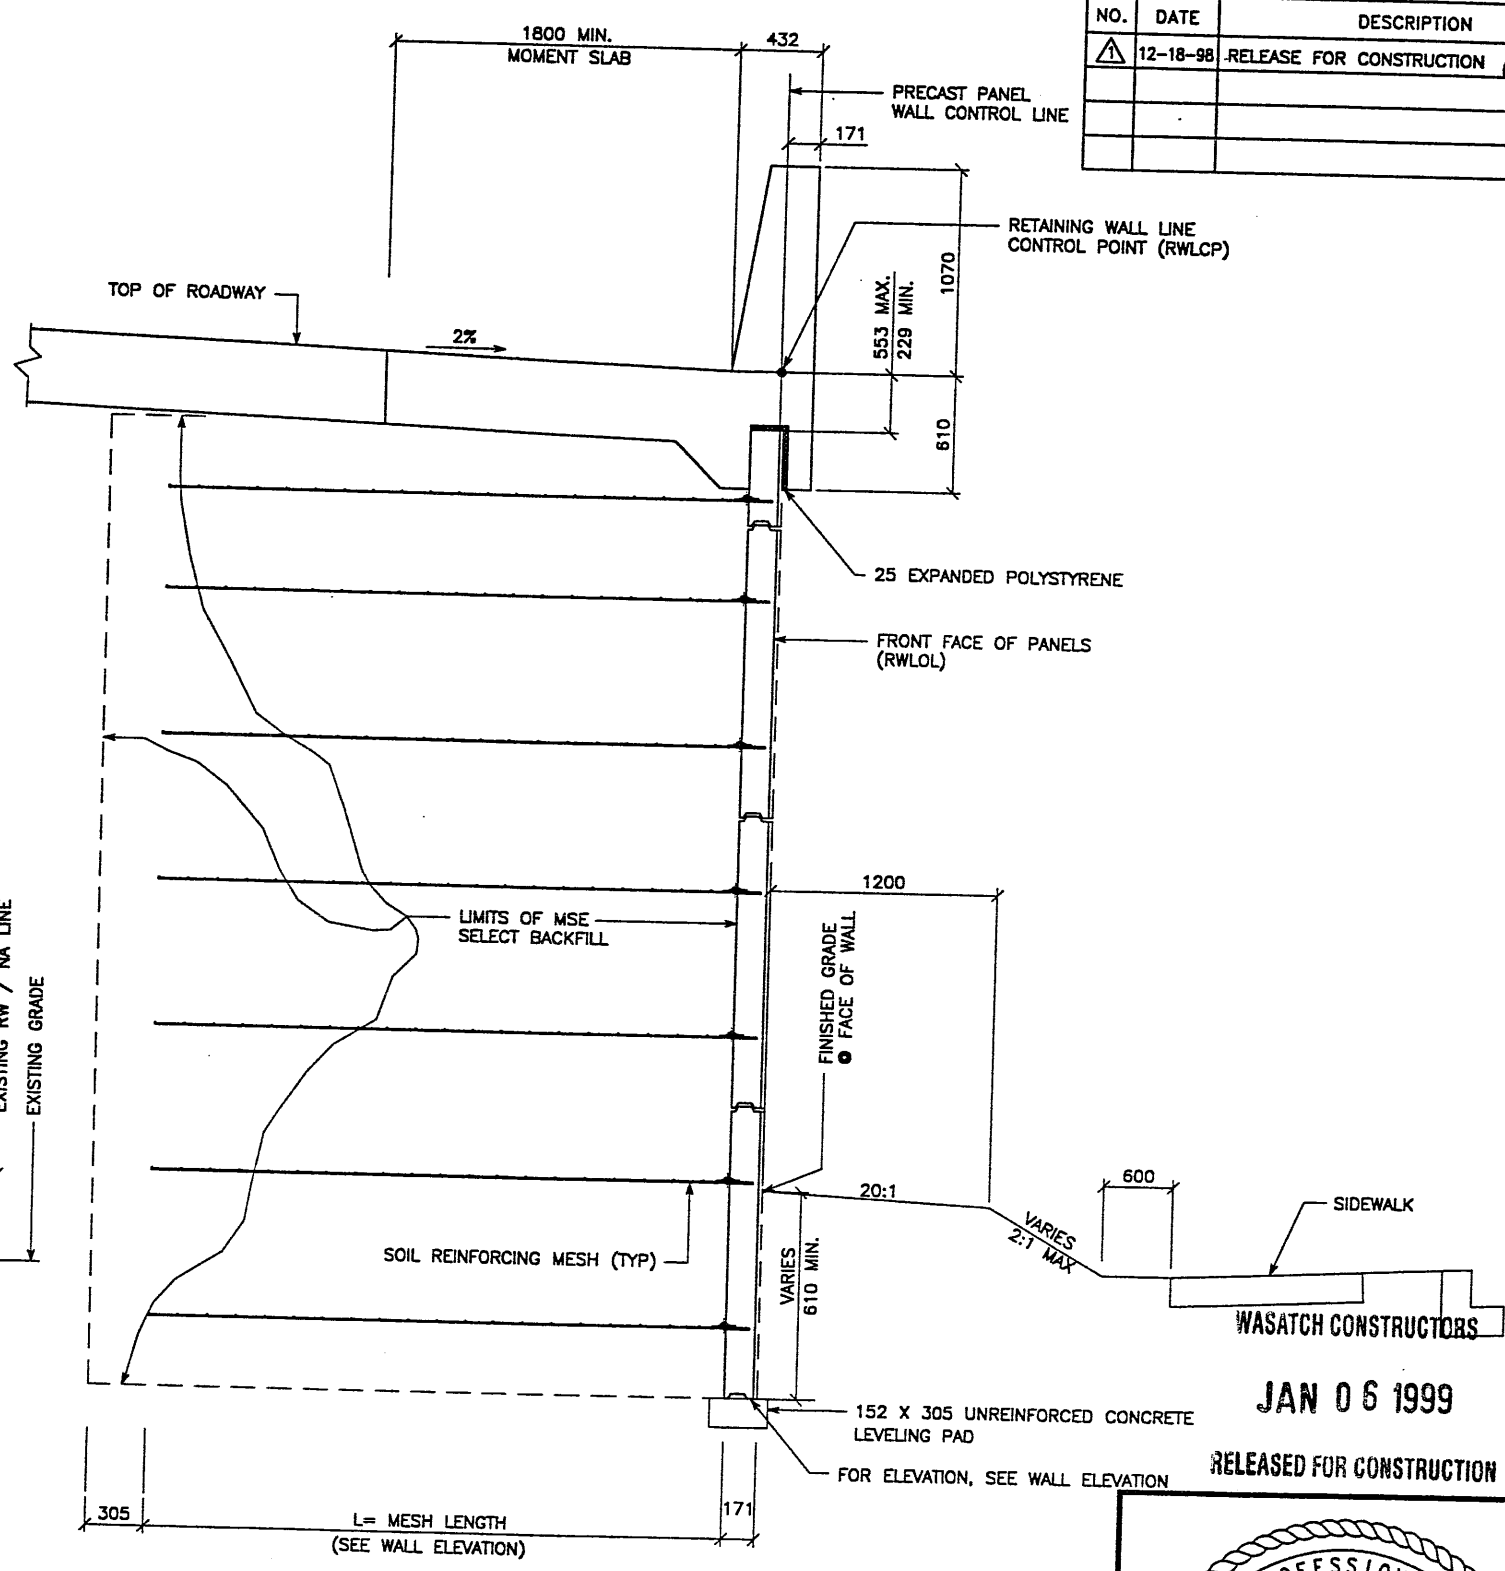 NO. DATE DESCRIPTION
1 12-18-98 RELEASE FOR CONSTRUCTION
1800 MIN.
MOMENT SLAB
432
PRECAST PANEL
WALL CONTROL LINE
171
RETAINING WALL LINE
CONTROL POINT (RWLCP)
1070
553 MAX.
229 MIN.
610
TOP OF ROADWAY
2%
25 EXPANDED POLYSTYRENE
FRONT FACE OF PANELS
(RWLOL)
1200
LIMITS OF MSE
SELECT BACKFILL
FINISHED GRADE
@ FACE OF WALL
EXISTING RW / NA LINE
EXISTING GRADE
20:1
VARIES
2:1 MAX
600
SIDEWALK
SOIL REINFORCING MESH (TYP)
VARIES
610 MIN.
WASATCH CONSTRUCTORS
JAN 06 1999
RELEASED FOR CONSTRUCTION
152 X 305 UNREINFORCED CONCRETE
LEVELING PAD
FOR ELEVATION, SEE WALL ELEVATION
305
L= MESH LENGTH
(SEE WALL ELEVATION)
171